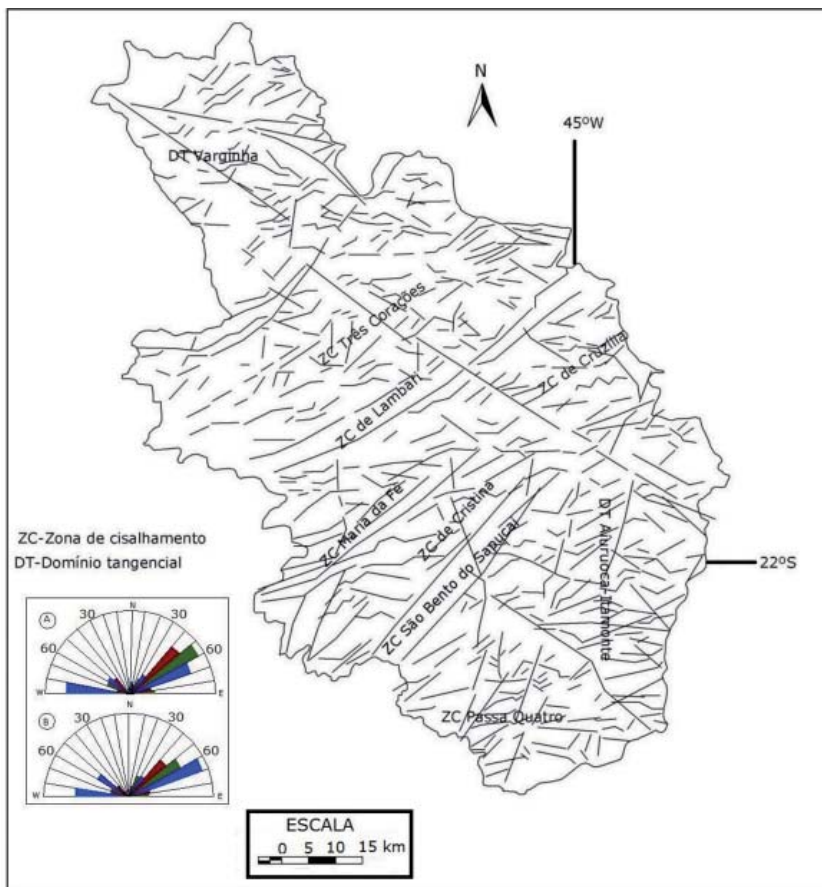 N
45ºW
DT Varginha
ZC Três Corações
ZC de Cruzília
ZC de Lambari
ZC Maria da Fé
ZC de Cristina
ZC São Bento do Sapucaí
DT Aiuruoca-Itamonte
22ºS
ZC Passa Quatro
ZC-Zona de cisalhamento
DT-Domínio tangencial
A
N
30
30
60
60
W
E
B
N
30
30
60
60
W
E
ESCALA
0 5 10 15 km